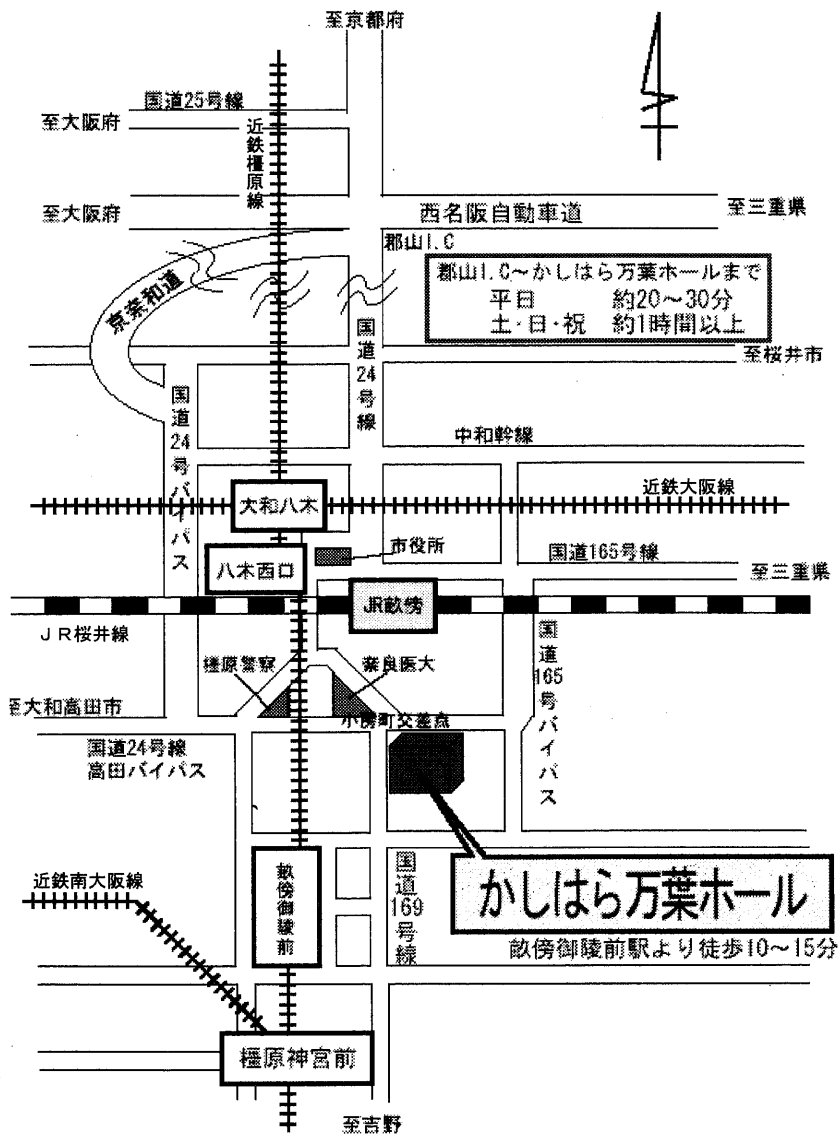 至京都府
国道25号線
至大阪府
近鉄橿原線
至大阪府
西名阪自動車道
至三重県
郡山I.C
郡山I.C～かしはら万葉ホールまで
平日 約20～30分
土・日・祝 約1時間以上
京奈和道
国道24号線
至桜井市
国道24号バイパス
中和幹線
近鉄大阪線
大和八木
市役所
国道165号線
八木西口
至三重県
JR畝傍
JR桜井線
国道165号バイパス
橿原警察
奈良医大
至大和高田市
小房町交差点
国道24号線
高田バイパス
かしはら万葉ホール
畝傍御陵前駅より徒歩10～15分
近鉄南大阪線
畝傍御陵前
国道169号線
橿原神宮前
至吉野